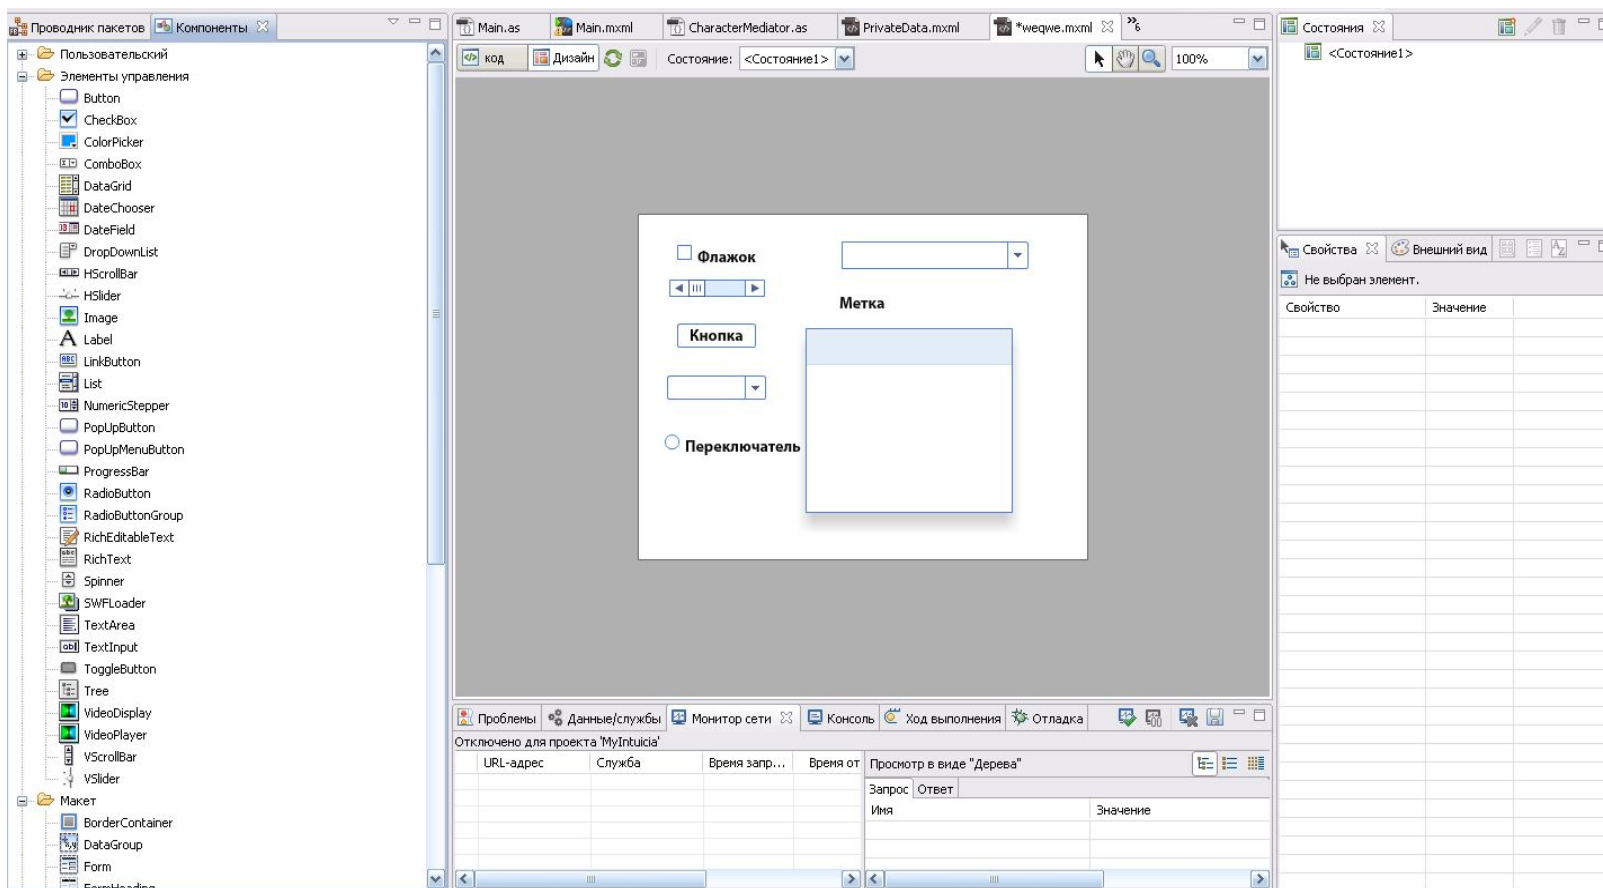 Проводник пакетов Компоненты
Пользовательский
Элементы управления
Button
CheckBox
ColorPicker
ComboBox
DataGrid
DateChooser
DateField
DropDownList
HScrollBar
HSlider
Image
Label
LinkButton
List
NumericStepper
PopUpButton
PopUpMenuButton
ProgressBar
RadioButton
RadioButtonGroup
RichEditableText
RichText
Spinner
SWFLoader
TextArea
TextInput
ToggleButton
Tree
VideoDisplay
VideoPlayer
VScrollBar
VSlider
Макет
BorderContainer
DataGroup
Form
FormHeading
Main.as Main.mxml CharacterMediator.as PrivateData.mxml *weqwe.mxml »6
код Дизайн Состояние: <Состояние1> 100%
Флажок
Метка
Кнопка
Переключатель
Проблемы Данные/службы Монитор сети Консоль Ход выполнения Отладка
Отключено для проекта 'MyIntuicia'
URL-адрес Служба Время запр... Время от
Просмотр в виде "Дерева"
Запрос Ответ
Имя Значение
Состояния
<Состояние1>
Свойства Внешний вид
Не выбран элемент.
Свойство Значение